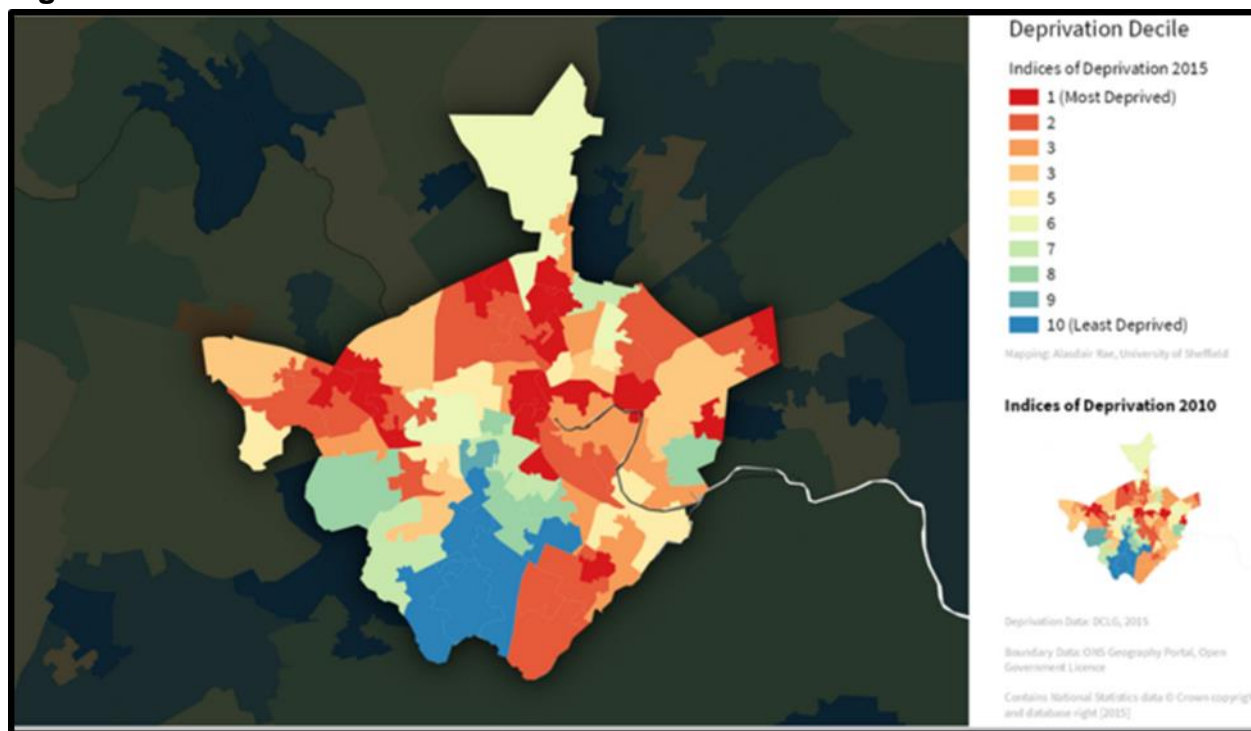 Deprivation Decile
Indices of Deprivation 2015
1 (Most Deprived)
2
3
3
5
6
7
8
9
10 (Least Deprived)
Mapping: Alasdair Rae, University of Sheffield
Indices of Deprivation 2010
Deprivation Data: DCLG, 2015
Boundary Data: ONS Geography Portal, Open
Government Licence
Contains National Statistics data © Crown copyrig
and database right [2015]